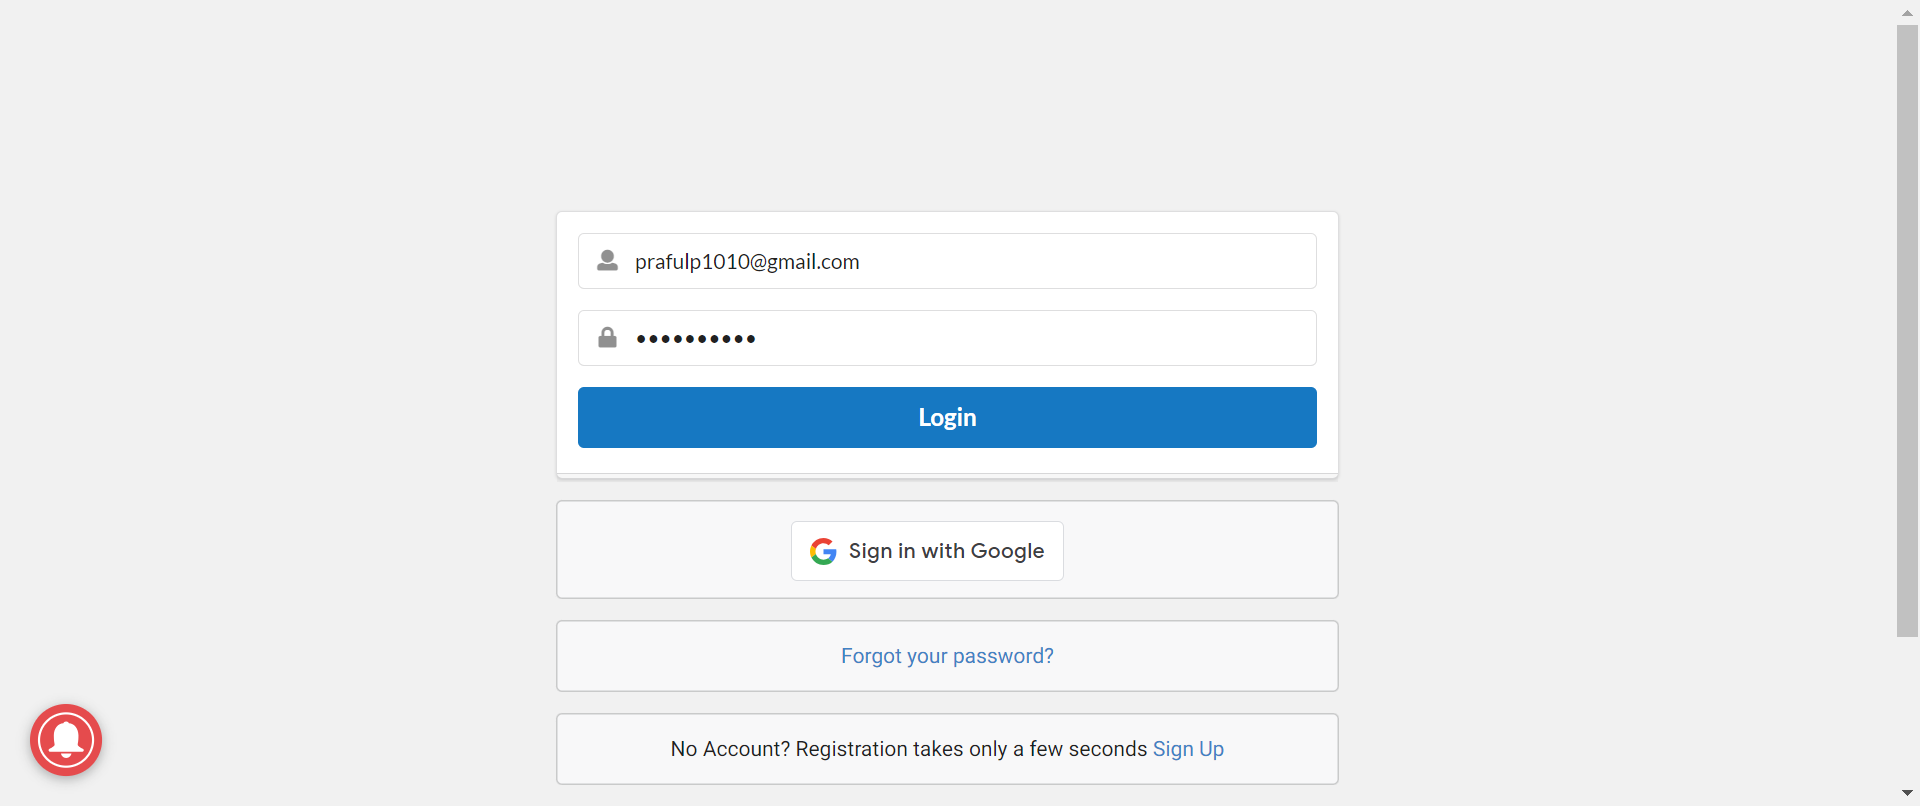 prafulp1010@gmail.com
••••••••••
Login
Sign in with Google
Forgot your password?
No Account? Registration takes only a few seconds Sign Up